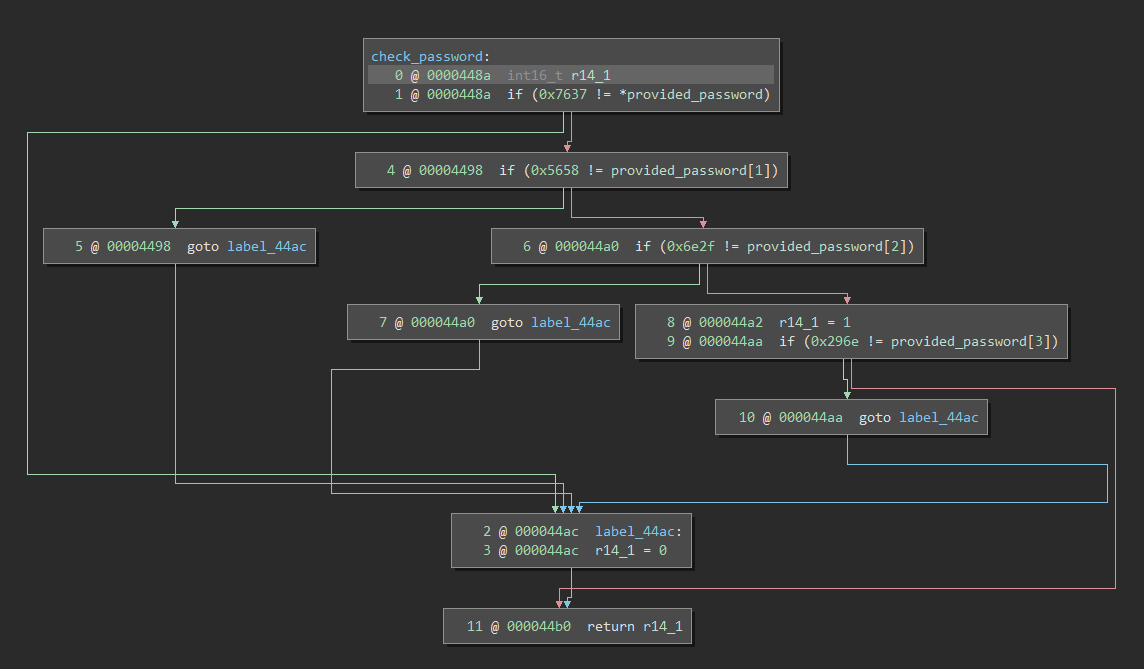 check_password:
0 @ 0000448a int16_t r14_1
1 @ 0000448a if (0x7637 != *provided_password)
4 @ 00004498 if (0x5658 != provided_password[1])
5 @ 00004498 goto label_44ac
6 @ 000044a0 if (0x6e2f != provided_password[2])
7 @ 000044a0 goto label_44ac
8 @ 000044a2 r14_1 = 1
9 @ 000044aa if (0x296e != provided_password[3])
10 @ 000044aa goto label_44ac
2 @ 000044ac label_44ac:
3 @ 000044ac r14_1 = 0
11 @ 000044b0 return r14_1